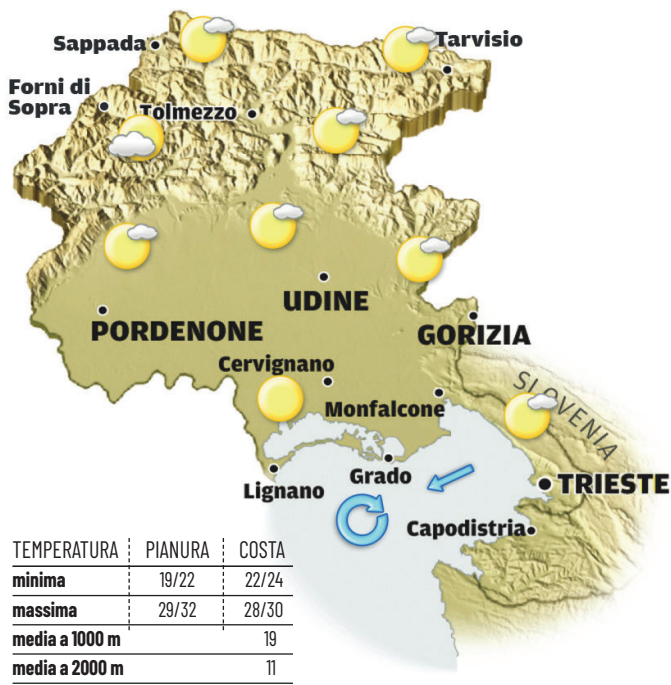 Sappada
Tarvisio
Forni di
Sopra
Tolmezzo
UDINE
PORDENONE
GORIZIA
Cervignano
SLOVENIA
Monfalcone
Grado
Lignano
TRIESTE
Capodistria
TEMPERATURA PIANURA COSTA
minima 19/22 22/24
massima 29/32 28/30
media a 1000 m 19
media a 2000 m 11